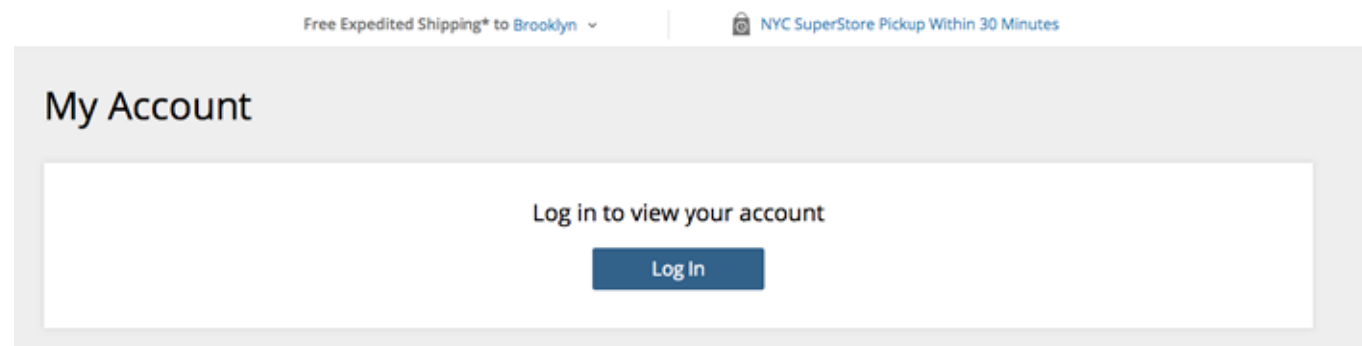 Free Expedited Shipping* to Brooklyn
NYC SuperStore Pickup Within 30 Minutes
My Account
Log in to view your account
Log In